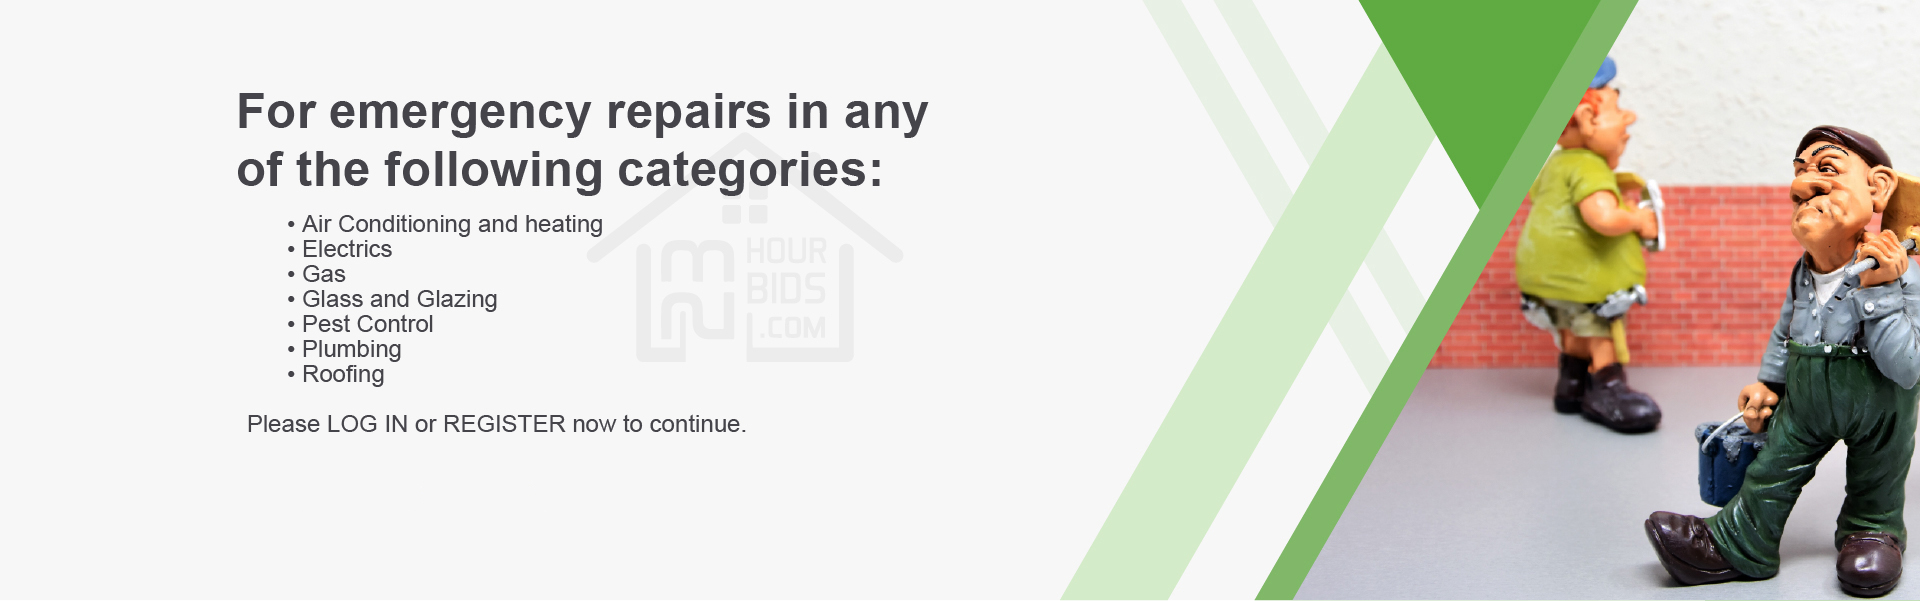 For emergency repairs in any
of the following categories:
• Air Conditioning and heating
• Electrics
• Gas
• Glass and Glazing
• Pest Control
• Plumbing
• Roofing
Please LOG IN or REGISTER now to continue.
HOUR
BIDS
.COM